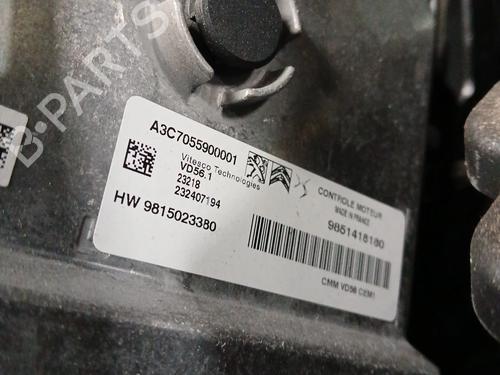 B-PARTS
A3C7055900001
Vitesco Technologies
VD56.1
23218
232407194
HW 9815023380
CONTROLE MOTEUR
MADE IN FRANCE
9851418180
CMM VD56 CEM1